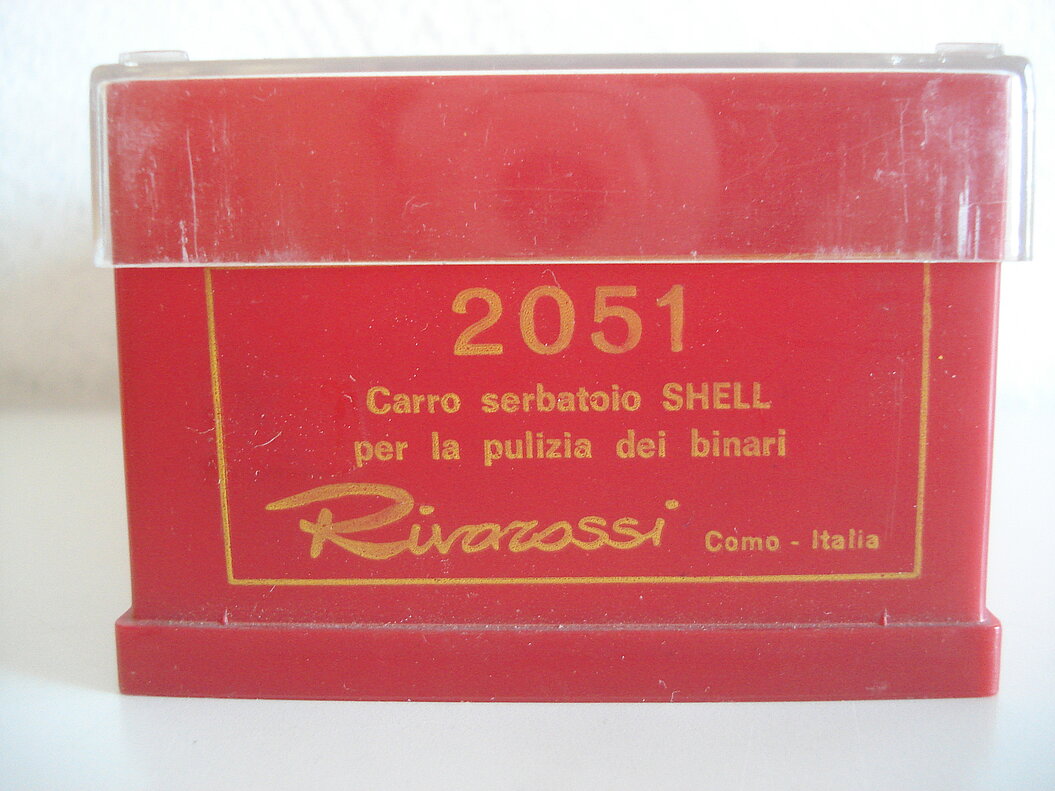 2051
Carro serbatoio SHELL
per la pulizia dei binari
Rivarossi Como - Italia